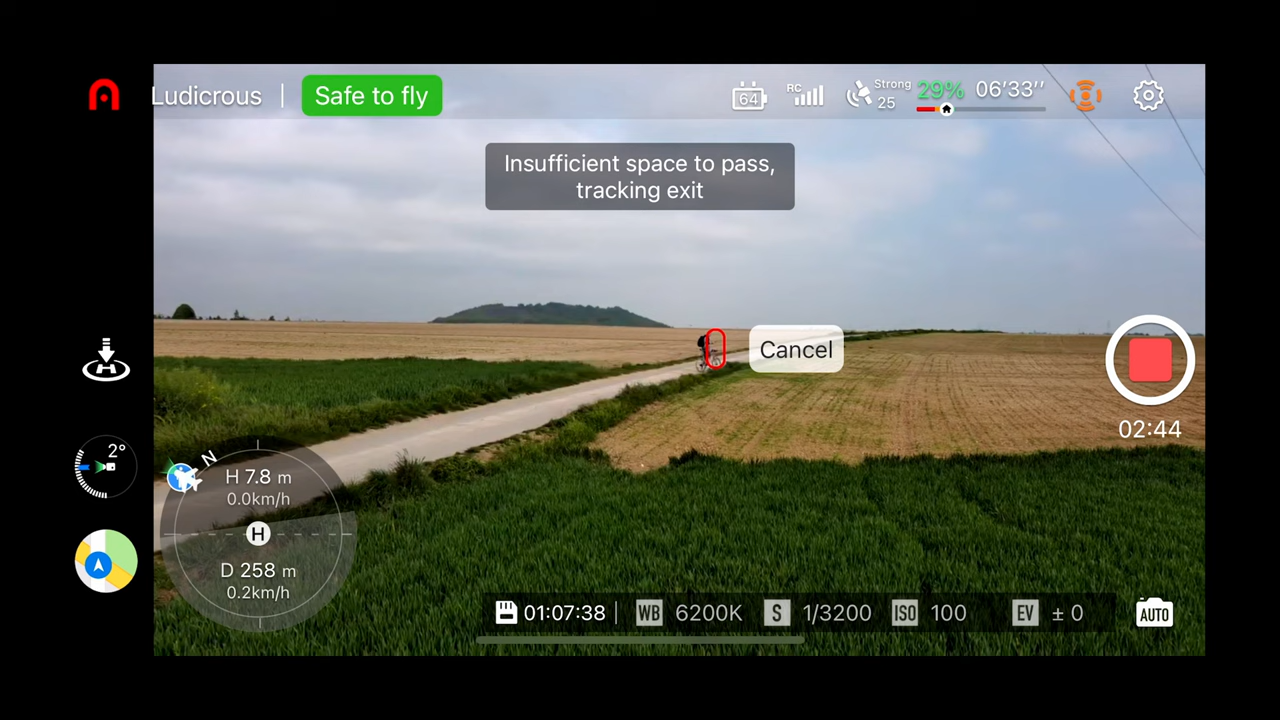 Ludicrous | Safe to fly
64
RC
Strong
25
29%
06'33''
Insufficient space to pass,
tracking exit
Cancel
02:44
2°
N
H 7.8 m
0.0km/h
H
D 258 m
0.2km/h
H
01:07:38 | WB 6200K S 1/3200 ISO 100 EV ± 0
AUTO